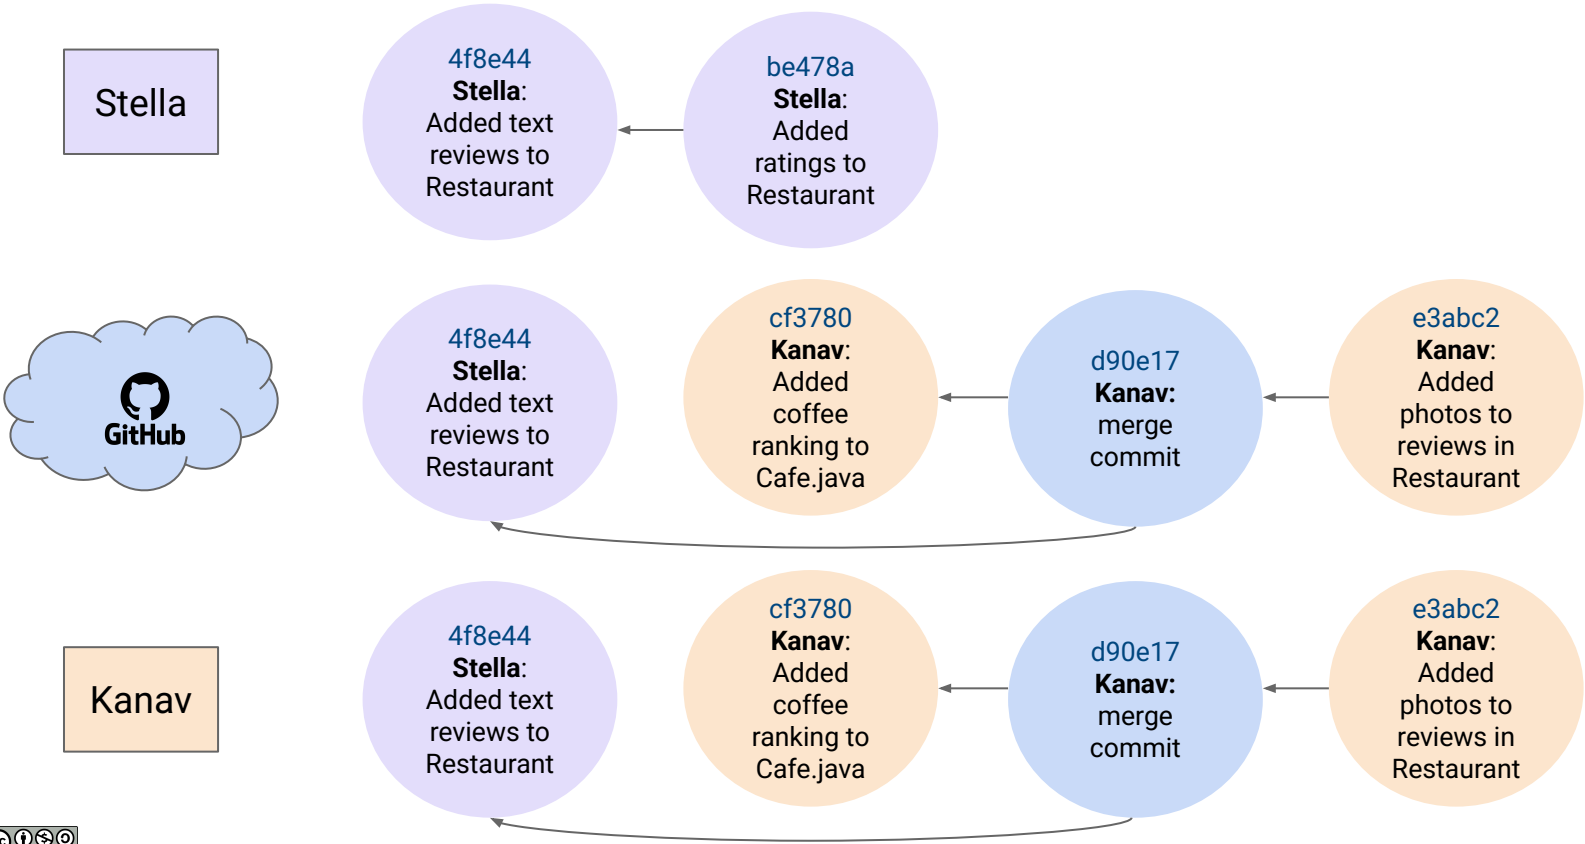 Stella
4f8e44
Stella:
Added text
reviews to
Restaurant
be478a
Stella:
Added
ratings to
Restaurant
GitHub
4f8e44
Stella:
Added text
reviews to
Restaurant
cf3780
Kanav:
Added
coffee
ranking to
Cafe.java
d90e17
Kanav:
merge
commit
e3abc2
Kanav:
Added
photos to
reviews in
Restaurant
Kanav
4f8e44
Stella:
Added text
reviews to
Restaurant
cf3780
Kanav:
Added
coffee
ranking to
Cafe.java
d90e17
Kanav:
merge
commit
e3abc2
Kanav:
Added
photos to
reviews in
Restaurant